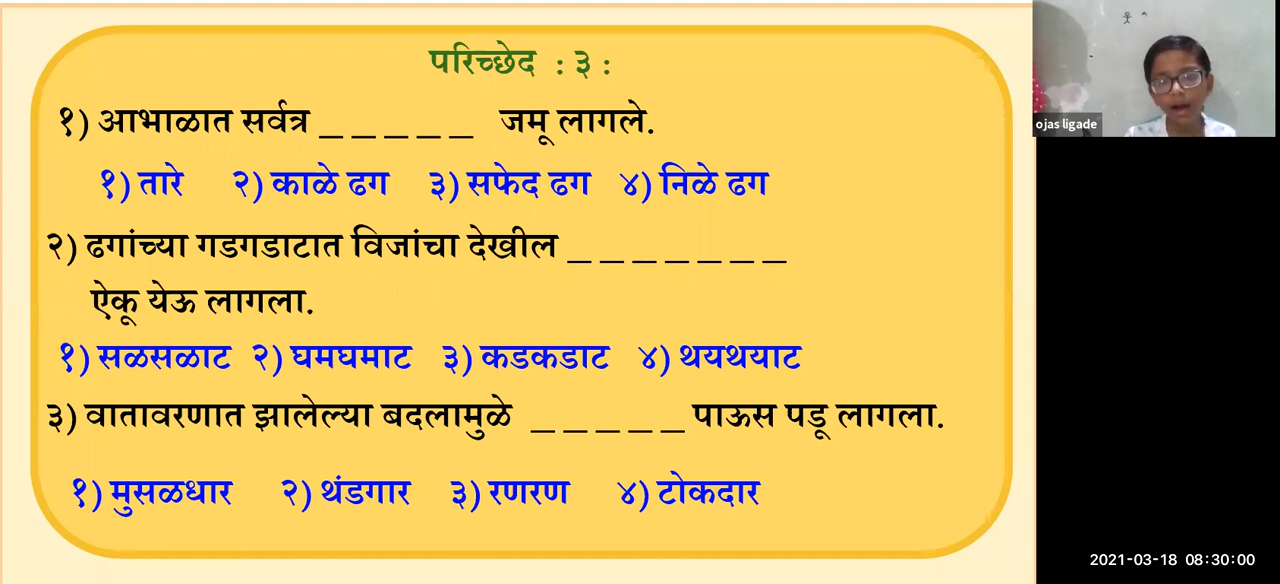 परिच्छेद : ३ :
१) आभाळात सर्वत्र _ _ _ _ _ जमू लागले.
१) तारे २) काळे ढग ३) सफेद ढग ४) निळे ढग
२) ढगांच्या गडगडाटात विजांचा देखील _ _ _ _ _ _ _
ऐकू येऊ लागला.
१) सळसळाट २) घमघमाट ३) कडकडाट ४) थयथयाट
३) वातावरणात झालेल्या बदलामुळे _ _ _ _ _ पाऊस पडू लागला.
१) मुसळधार २) थंडगार ३) रणरण ४) टोकदार
ojas ligade
2021-03-18 08:30:00